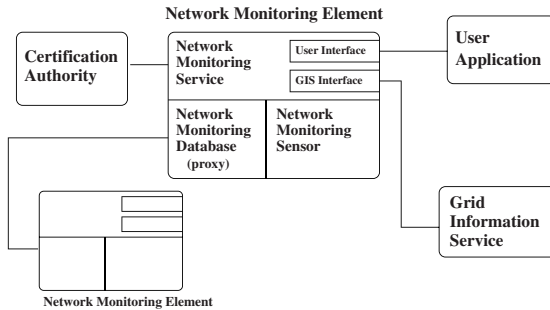 Network Monitoring Element
Certification
Authority
Network
Monitoring
Service
User Interface
GIS Interface
User
Application
Network
Monitoring
Database
(proxy)
Network
Monitoring
Sensor
Grid
Information
Service
Network Monitoring Element